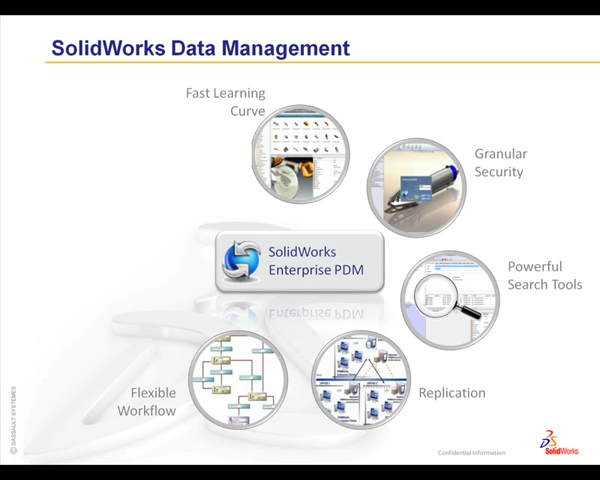 SolidWorks Data Management
Fast Learning
Curve
Granular
Security
SolidWorks
Enterprise PDM
Powerful
Search Tools
Flexible
Workflow
Replication
© DASSAULT SYSTEMES
Confidential Information
SolidWorks